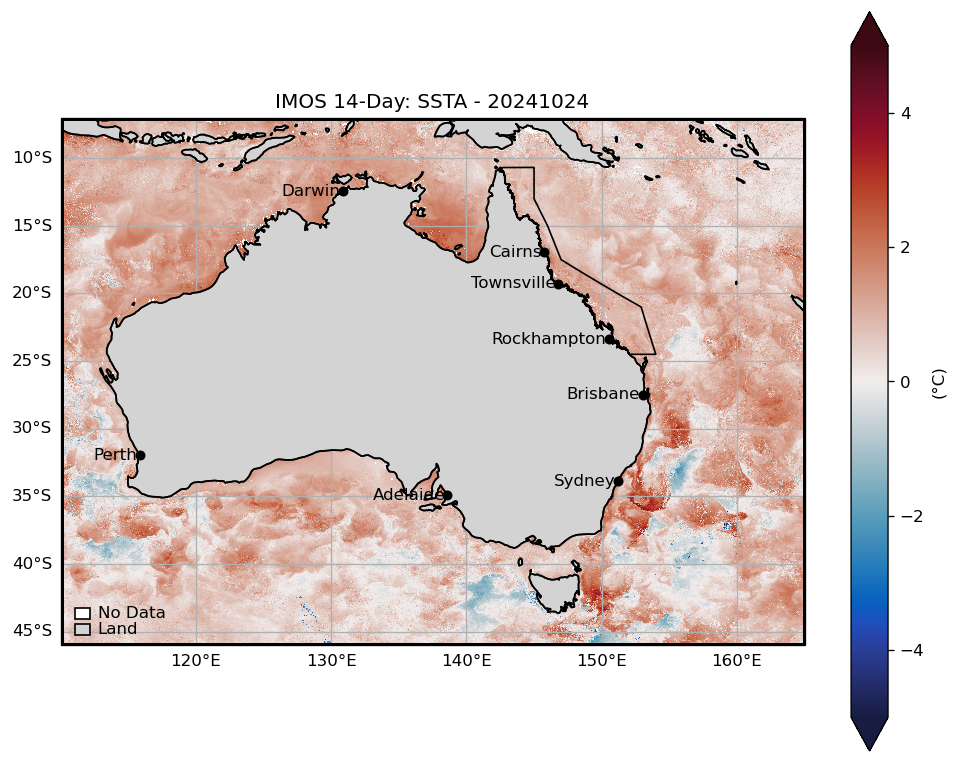 IMOS 14-Day: SSTA - 20241024
10°S
15°S
20°S
25°S
30°S
35°S
40°S
45°S
Darwin
Cairns
Townsville
Rockhampton
Brisbane
Perth
Sydney
Adelaide
No Data
Land
120°E 130°E 140°E 150°E 160°E
4
2
0
−2
−4
(°C)